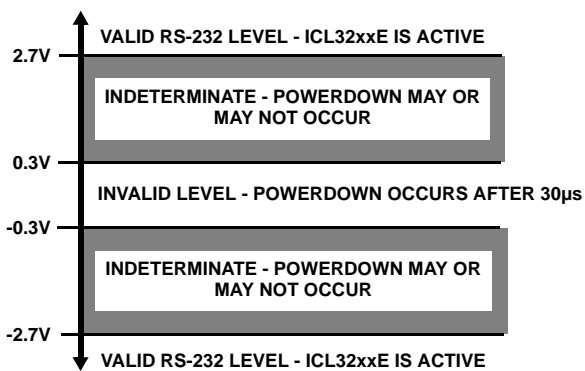 VALID RS-232 LEVEL - ICL32xxE IS ACTIVE
2.7V
INDETERMINATE - POWERDOWN MAY OR
MAY NOT OCCUR
0.3V
INVALID LEVEL - POWERDOWN OCCURS AFTER 30µs
-0.3V
INDETERMINATE - POWERDOWN MAY OR
MAY NOT OCCUR
-2.7V
VALID RS-232 LEVEL - ICL32xxE IS ACTIVE